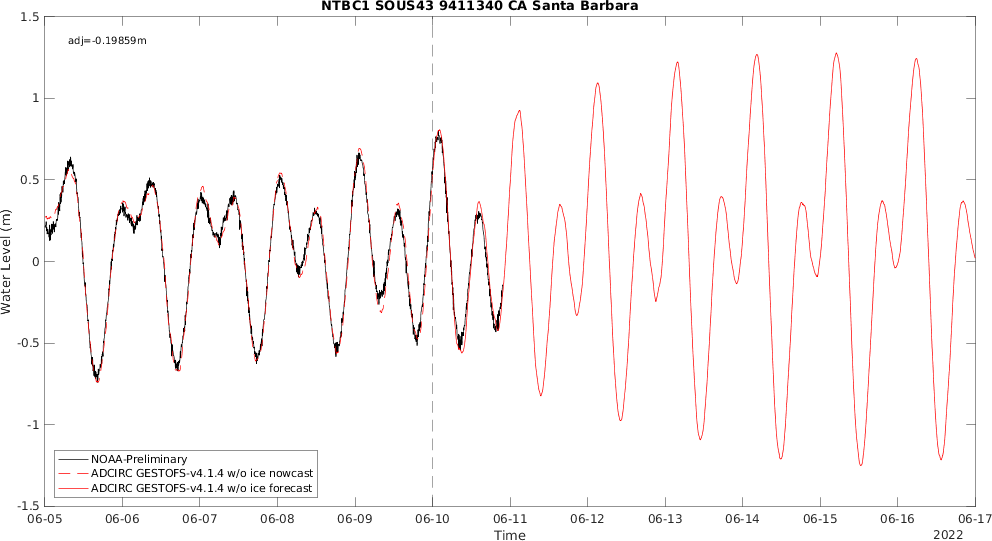 NTBC1 SOUS43 9411340 CA Santa Barbara
adj=-0.19859m
1.5
1
0.5
0
-0.5
-1
-1.5
Water Level (m)
NOAA-Preliminary
ADCIRC GESTOFS-v4.1.4 w/o ice nowcast
ADCIRC GESTOFS-v4.1.4 w/o ice forecast
06-05 06-06 06-07 06-08 06-09 06-10 06-11 06-12 06-13 06-14 06-15 06-16 06-17
Time
2022